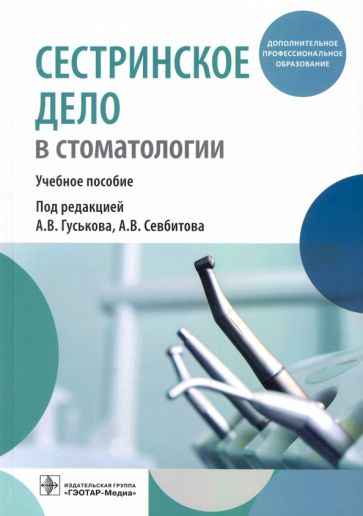 ДОПОЛНИТЕЛЬНОЕ
ПРОФЕССИОНАЛЬНОЕ
ОБРАЗОВАНИЕ
СЕСТРИНСКОЕ
ДЕЛО
В СТОМАТОЛОГИИ
Учебное пособие
Под редакцией
А.В. Гуськова, А.В. Севбитова
ИЗДАТЕЛЬСКАЯ ГРУППА
«ГЭОТАР-Медиа»